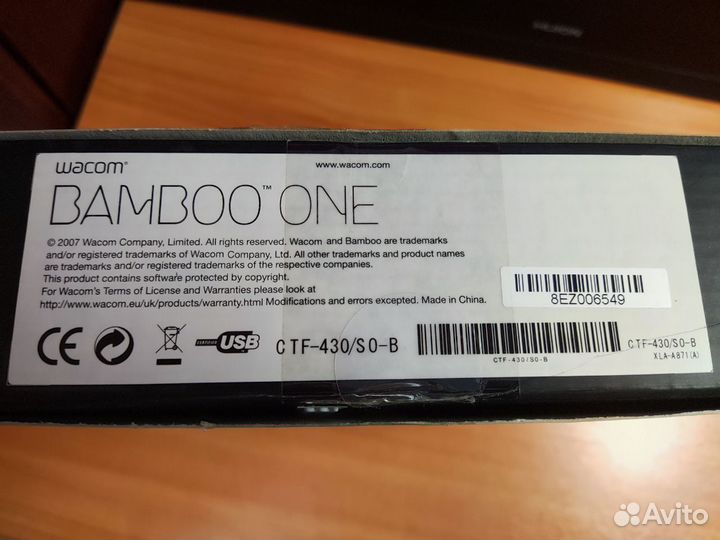 wacom®
www.wacom.com
BAMBOO™ ONE
© 2007 Wacom Company, Limited. All rights reserved. Wacom and Bamboo are trademarks
and/or registered trademarks of Wacom Company, Ltd. All other trademarks and product names
are trademarks and/or registered trademarks of the respective companies.
This product contains software protected by copyright.
For Wacom's Terms of License and Warranties please look at
http://www.wacom.eu/uk/products/warranty.html Modifications and errors excepted. Made in China.
8EZ006549
CE
CERTIFIED USB
CTF-430/S0-B
CTF-430/S0-B
CTF-430/S0-B
XLA-A871(A)
Avito